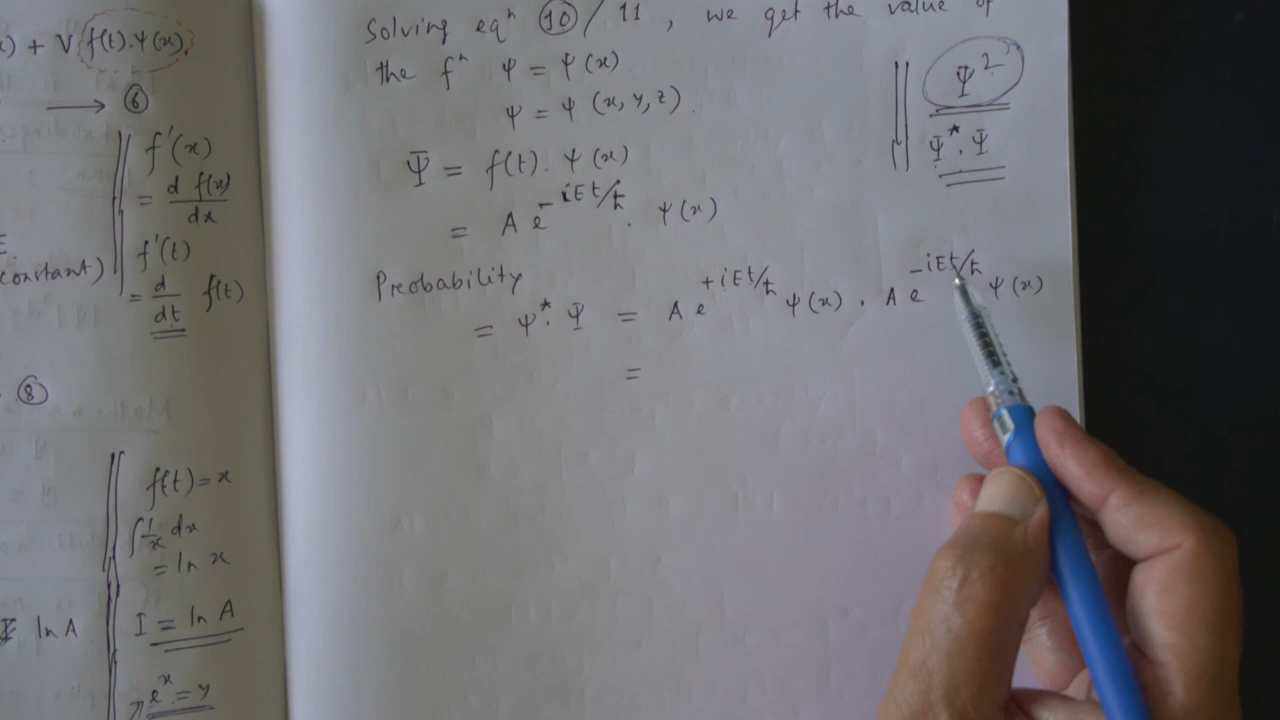 ) + V f(t).ψ(x)
→ ⑥
f'(x)
= d f(x)/dx
constant)
f'(t)
= d/dt f(t)
⑧
f(t) = x
∫ 1/x dx
= ln x
ln A
I = ln A
e^x = y
Solving eqⁿ ⑩ / 11 , we get the value of
the fⁿ ψ = ψ(x)
ψ = ψ (x, y, z).
Ψ = f(t). ψ(x)
= A e^-iEt/ħ . ψ(x)
Ψ²
Ψ*. Ψ
Preobability
= Ψ*. Ψ = A e^+iEt/ħ ψ(x) . A e^-iEt/ħ ψ(x)
=